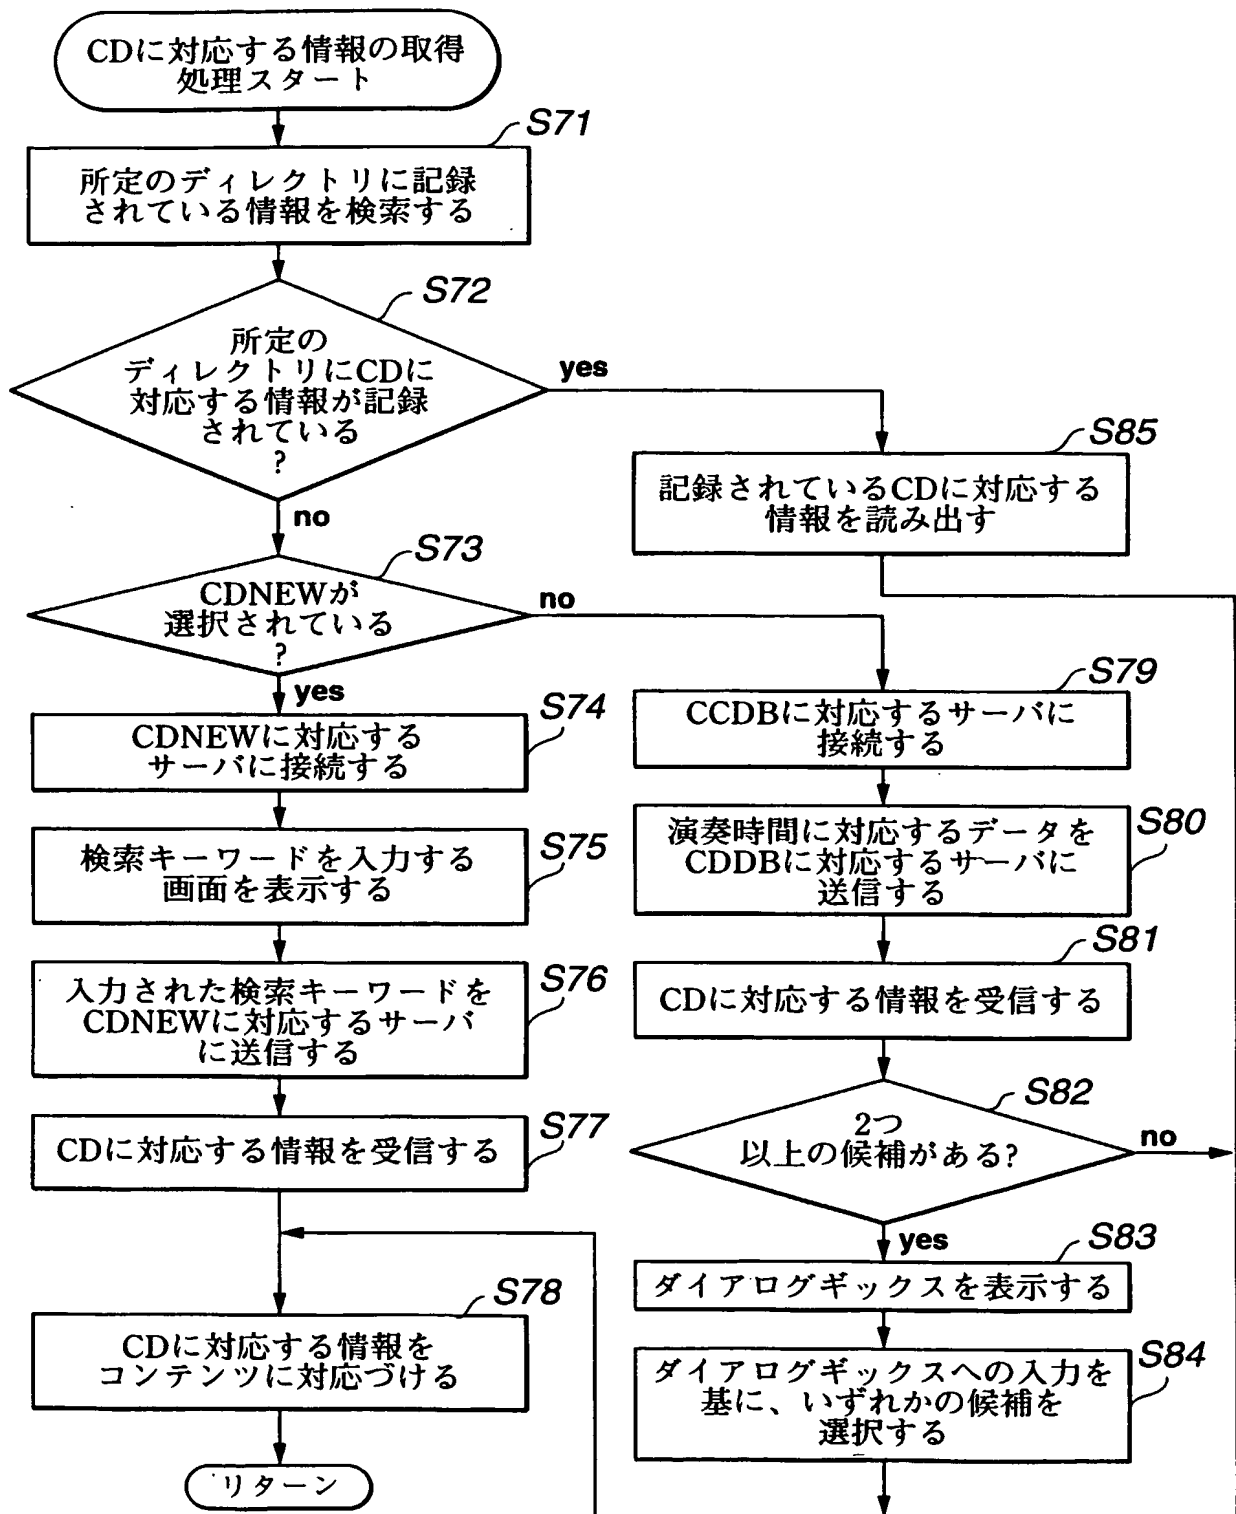 CDに対応する情報の取得
処理スタート
S71
所定のディレクトリに記録
されている情報を検索する
S72
所定の
ディレクトリにCDに
対応する情報が記録
されている
?
yes
no
S85
記録されているCDに対応する
情報を読み出す
S73
CDNEWが
選択されている
?
no
yes
S74
CDNEWに対応する
サーバに接続する
S75
検索キーワードを入力する
画面を表示する
S76
入力された検索キーワードを
CDNEWに対応するサーバ
に送信する
S77
CDに対応する情報を受信する
S78
CDに対応する情報を
コンテンツに対応づける
リターン
S79
CCDBに対応するサーバに
接続する
S80
演奏時間に対応するデータを
CDDBに対応するサーバに
送信する
S81
CDに対応する情報を受信する
S82
2つ
以上の候補がある?
no
yes
S83
ダイアログギックスを表示する
S84
ダイアログギックスへの入力を
基に、いずれかの候補を
選択する